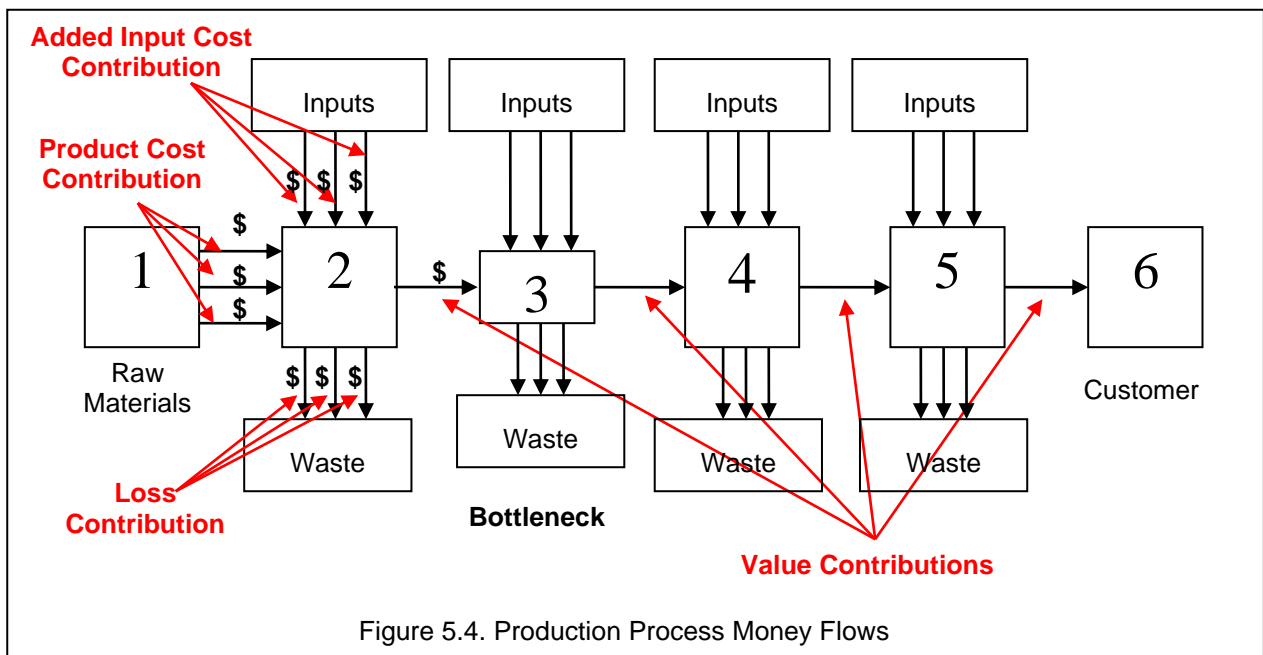 Added Input Cost
Contribution
Inputs
Inputs
Inputs
Inputs
Product Cost
Contribution
$ $ $
$
1
2
3
4
5
6
$
$
$
Raw
Materials
Customer
$ $ $
Waste
Waste
Waste
Waste
Loss
Contribution
Bottleneck
Value Contributions
Figure 5.4. Production Process Money Flows